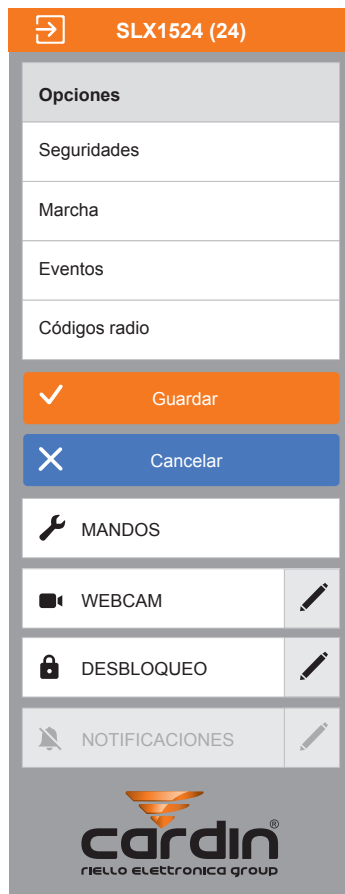 SLX1524 (24)
Opciones
Seguridades
Marcha
Eventos
Códigos radio
Guardar
Cancelar
MANDOS
WEBCAM
DESBLOQUEO
NOTIFICACIONES
cardin®
riello elettronica group